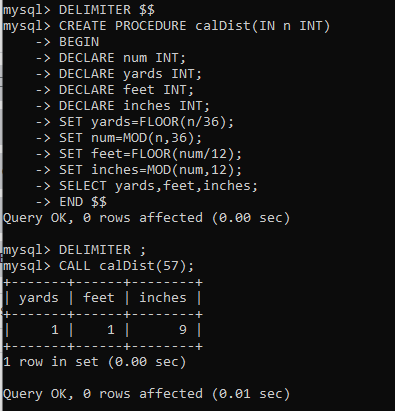 mysql> DELIMITER $$
mysql> CREATE PROCEDURE calDist(IN n INT)
    -> BEGIN
    -> DECLARE num INT;
    -> DECLARE yards INT;
    -> DECLARE feet INT;
    -> DECLARE inches INT;
    -> SET yards=FLOOR(n/36);
    -> SET num=MOD(n,36);
    -> SET feet=FLOOR(num/12);
    -> SET inches=MOD(num,12);
    -> SELECT yards,feet,inches;
    -> END $$
Query OK, 0 rows affected (0.00 sec)

mysql> DELIMITER ;
mysql> CALL calDist(57);
+-------+------+--------+
| yards | feet | inches |
+-------+------+--------+
|     1 |    1 |      9 |
+-------+------+--------+
1 row in set (0.00 sec)

Query OK, 0 rows affected (0.01 sec)